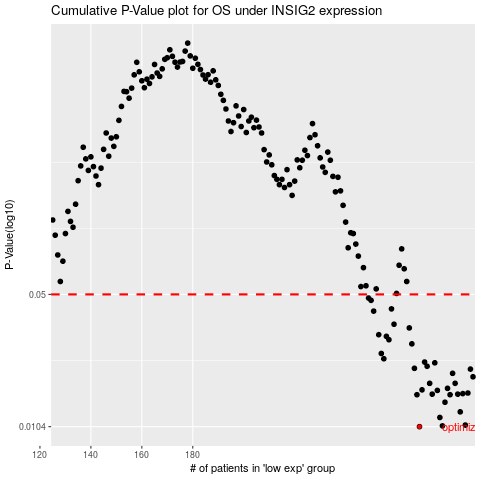 Cumulative P-Value plot for OS under INSIG2 expression
P-Value(log10)
0.05
0.0104
optimiz
120 140 160 180
# of patients in 'low exp' group